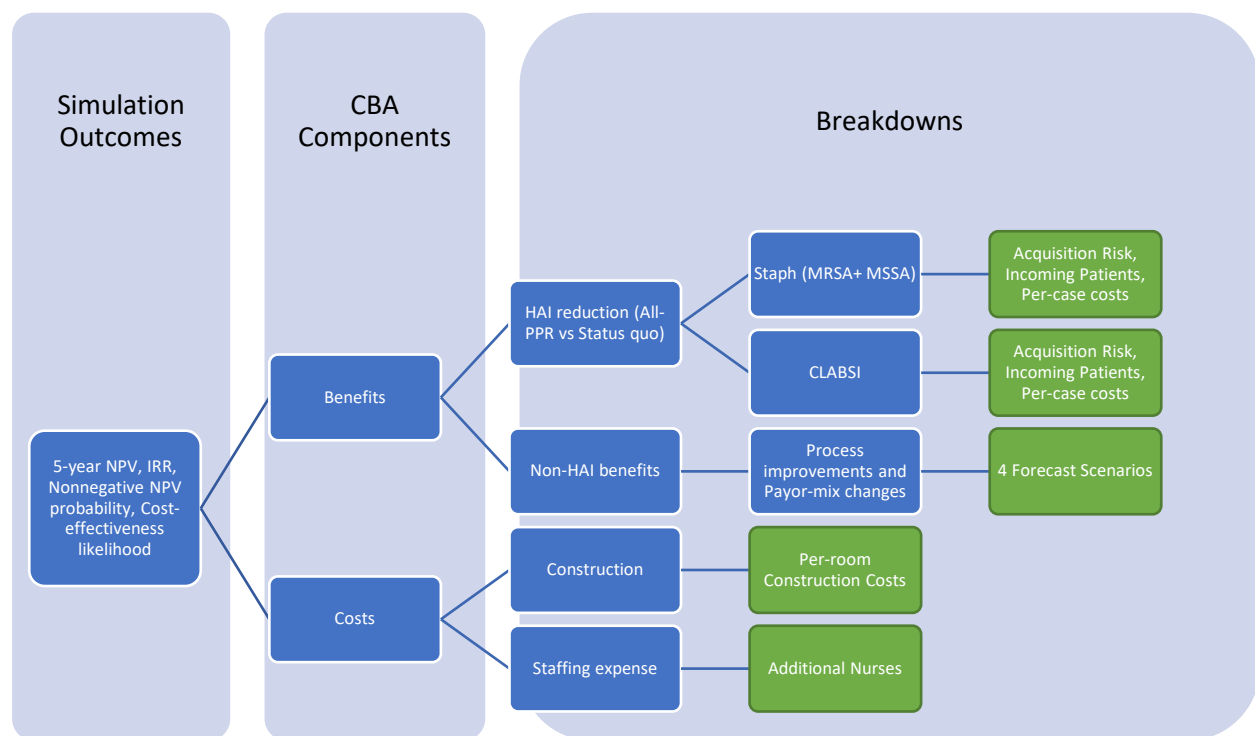 Simulation
Outcomes
CBA
Components
Breakdowns
5-year NPV, IRR,
Nonnegative NPV
probability, Cost-
effectiveness
likelihood
Benefits
Costs
HAI reduction (All-
PPR vs Status quo)
Non-HAI benefits
Construction
Staffing expense
Staph (MRSA+ MSSA)
CLABSI
Process
improvements and
Payor-mix changes
Per-room
Construction Costs
Additional Nurses
Acquisition Risk,
Incoming Patients,
Per-case costs
Acquisition Risk,
Incoming Patients,
Per-case costs
4 Forecast Scenarios